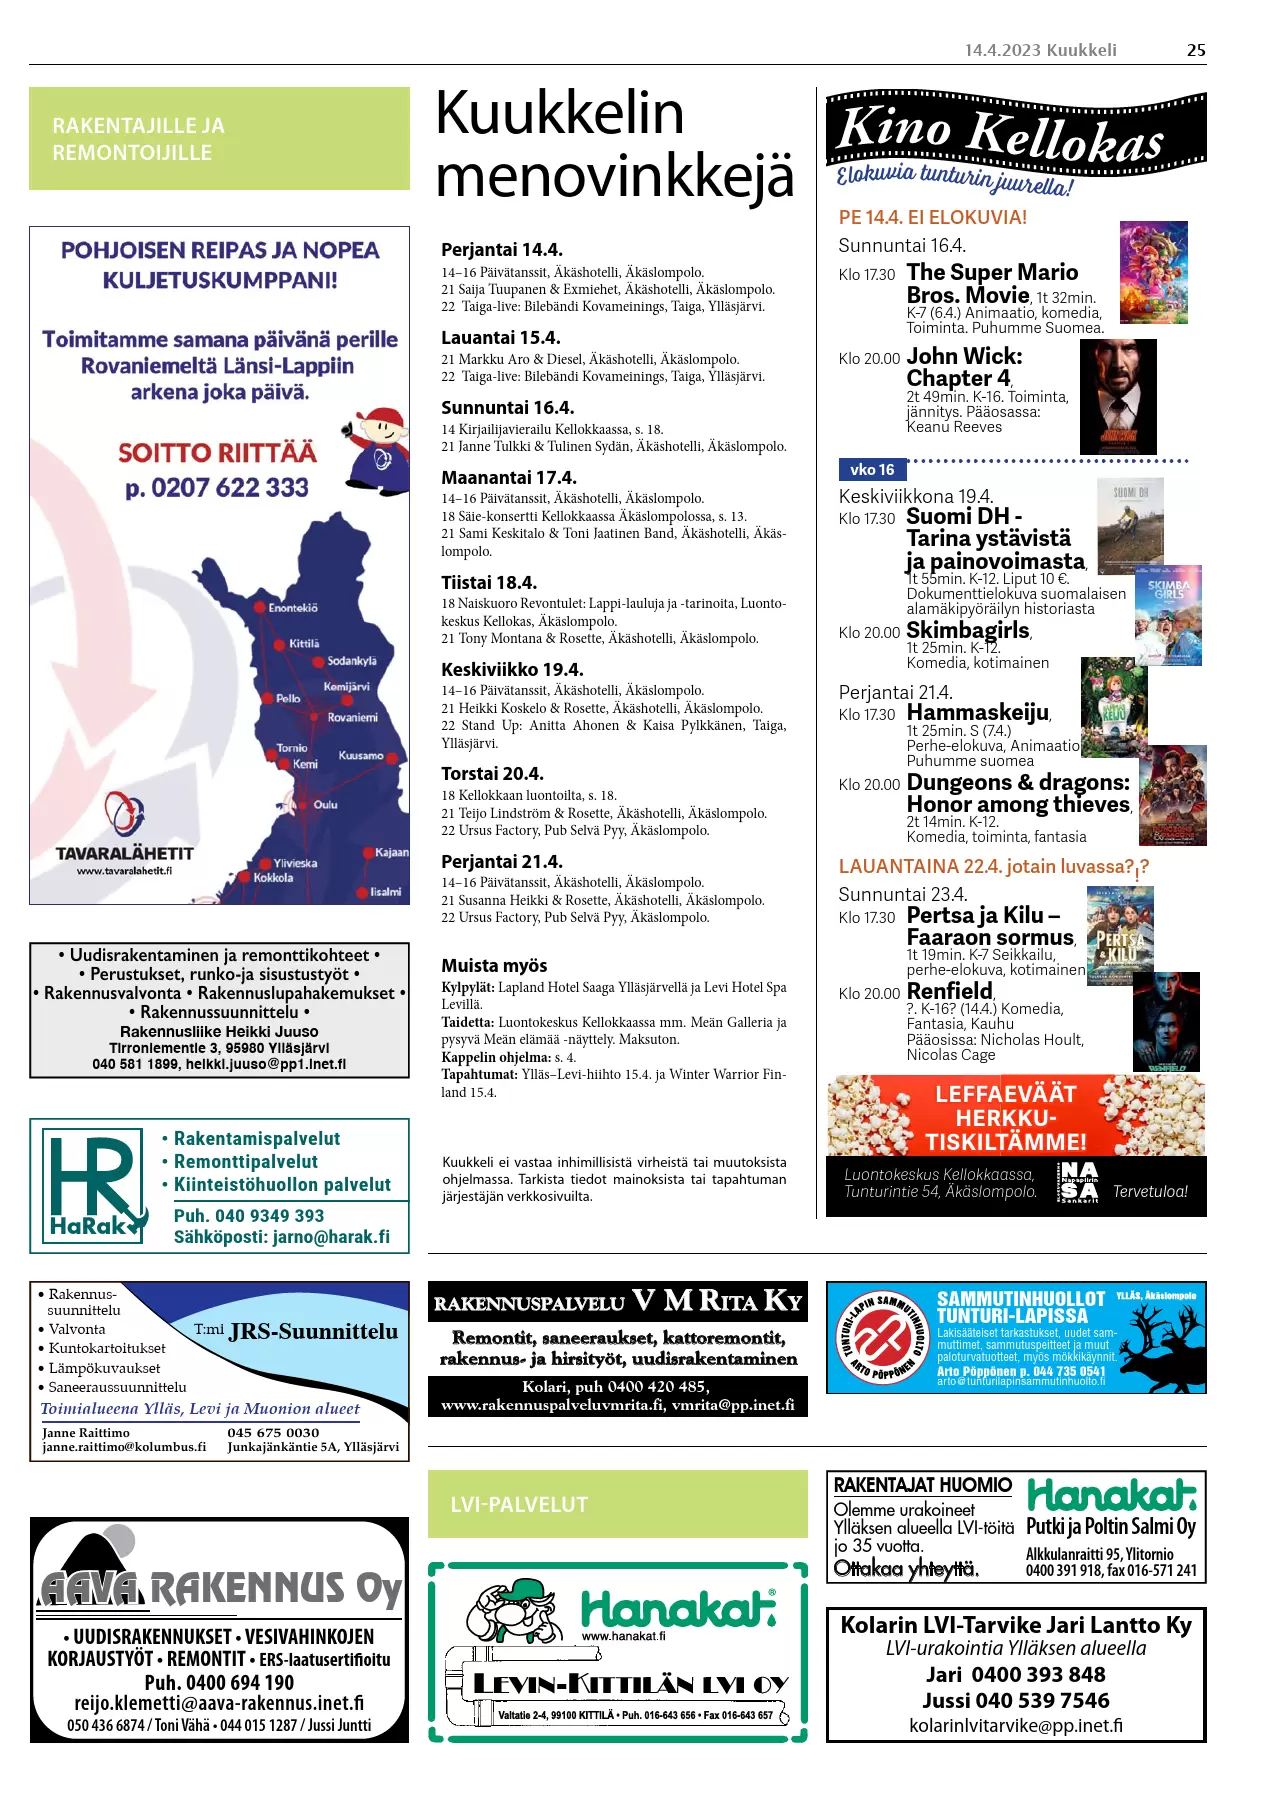 14.4.2023 Kuukkeli 25
RAKENTAJILLE JA
REMONTOIJILLE
POHJOISEN REIPAS JA NOPEA
KULJETUSKUMPPANI!
Toimitamme samana päivänä perille
Rovaniemeltä Länsi-Lappiin
arkena joka päivä.
SOITTO RIITTÄÄ
p. 0207 622 333
Enontekiö
Kittilä
Sodankylä
Kemijärvi
Pello
Rovaniemi
Tornio
Kuusamo
Kemi
Oulu
Kajaan
Ylivieska
Kokkola
Iisalmi
TAVARALÄHETIT
www.tavaralahetit.fi
• Uudisrakentaminen ja remonttikohteet •
• Perustukset, runko-ja sisustustyöt •
• Rakennusvalvonta • Rakennuslupahakemukset •
• Rakennussuunnittelu •
Rakennusliike Heikki Juuso
Tirroniementie 3, 95980 Ylläsjärvi
040 581 1899, heikki.juuso@pp1.inet.fi
HR
HaRak
• Rakentamispalvelut
• Remonttipalvelut
• Kiinteistöhuollon palvelut
Puh. 040 9349 393
Sähköposti: jarno@harak.fi
• Rakennus-
suunnittelu
• Valvonta
• Kuntokartoitukset
• Lämpökuvaukset
• Saneeraussuunnittelu
T:mi JRS-Suunnittelu
Toimialueena Ylläs, Levi ja Muonion alueet
Janne Raittimo 045 675 0030
janne.raittimo@kolumbus.fi Junkajänkäntie 5A, Ylläsjärvi
AAVA RAKENNUS Oy
• UUDISRAKENNUKSET • VESIVAHINKOJEN
KORJAUSTYÖT • REMONTIT • ERS-laatusertifioitu
Puh. 0400 694 190
reijo.klemetti@aava-rakennus.inet.fi
050 436 6874 / Toni Vähä • 044 015 1287 / Jussi Juntti
Kuukkelin
menovinkkejä
Perjantai 14.4.
14–16 Päivätanssit, Äkäshotelli, Äkäslompolo.
21 Saija Tuupanen & Exmiehet, Äkäshotelli, Äkäslompolo.
22 Taiga-live: Bilebändi Kovameinings, Taiga, Ylläsjärvi.
Lauantai 15.4.
21 Markku Aro & Diesel, Äkäshotelli, Äkäslompolo.
22 Taiga-live: Bilebändi Kovameinings, Taiga, Ylläsjärvi.
Sunnuntai 16.4.
14 Kirjailijavierailu Kellokkaassa, s. 18.
21 Janne Tulkki & Tulinen Sydän, Äkäshotelli, Äkäslompolo.
Maanantai 17.4.
14–16 Päivätanssit, Äkäshotelli, Äkäslompolo.
18 Säie-konsertti Kellokkaassa Äkäslompolossa, s. 13.
21 Sami Keskitalo & Toni Jaatinen Band, Äkäshotelli, Äkäs-
lompolo.
Tiistai 18.4.
18 Naiskuoro Revontulet: Lappi-lauluja ja -tarinoita, Luonto-
keskus Kellokas, Äkäslompolo.
21 Tony Montana & Rosette, Äkäshotelli, Äkäslompolo.
Keskiviikko 19.4.
14–16 Päivätanssit, Äkäshotelli, Äkäslompolo.
21 Heikki Koskelo & Rosette, Äkäshotelli, Äkäslompolo.
22 Stand Up: Anitta Ahonen & Kaisa Pylkkänen, Taiga,
Ylläsjärvi.
Torstai 20.4.
18 Kellokkaan luontoilta, s. 18.
21 Teijo Lindström & Rosette, Äkäshotelli, Äkäslompolo.
22 Ursus Factory, Pub Selvä Pyy, Äkäslompolo.
Perjantai 21.4.
14–16 Päivätanssit, Äkäshotelli, Äkäslompolo.
21 Susanna Heikki & Rosette, Äkäshotelli, Äkäslompolo.
22 Ursus Factory, Pub Selvä Pyy, Äkäslompolo.
Muista myös
Kylpylät: Lapland Hotel Saaga Ylläsjärvellä ja Levi Hotel Spa
Levillä.
Taidetta: Luontokeskus Kellokkaassa mm. Meän Galleria ja
pysyvä Meän elämää -näyttely. Maksuton.
Kappelin ohjelma: s. 4.
Tapahtumat: Ylläs–Levi-hiihto 15.4. ja Winter Warrior Fin-
land 15.4.
Kuukkeli ei vastaa inhimillisistä virheistä tai muutoksista
ohjelmassa. Tarkista tiedot mainoksista tai tapahtuman
järjestäjän verkkosivuilta.
Kino Kellokas
Elokuvia tunturin juurella!
PE 14.4. EI ELOKUVIA!
Sunnuntai 16.4.
Klo 17.30 The Super Mario
Bros. Movie, 1t 32min.
K-7 (6.4.) Animaatio, komedia,
Toiminta. Puhumme Suomea.
Klo 20.00 John Wick:
Chapter 4,
2t 49min. K-16. Toiminta,
jännitys. Pääosassa:
Keanu Reeves
vko 16
Keskiviikkona 19.4.
Klo 17.30 Suomi DH -
Tarina ystävistä
ja painovoimasta,
1t 55min. K-12. Liput 10 €.
Dokumenttielokuva suomalaisen
alamäkipyöräilyn historiasta
SUOMI DH
Klo 20.00 Skimbagirls,
1t 25min. K-12.
Komedia, kotimainen
SKIMBA
GIRLS
Perjantai 21.4.
Klo 17.30 Hammaskeiju,
1t 25min. S (7.4.)
Perhe-elokuva, Animaatio
Puhumme suomea
Klo 20.00 Dungeons & dragons:
Honor among thieves,
2t 14min. K-12.
Komedia, toiminta, fantasia
LAUANTAINA 22.4. jotain luvassa?!?
Sunnuntai 23.4.
Klo 17.30 Pertsa ja Kilu –
Faaraon sormus,
1t 19min. K-7 Seikkailu,
perhe-elokuva, kotimainen
PERTSA
& KILU
Klo 20.00 Renfield,
?. K-16? (14.4.) Komedia,
Fantasia, Kauhu
Pääosissa: Nicholas Hoult,
Nicolas Cage
RENFIELD
LEFFAEVÄÄT
HERKKU-
TISKILTÄMME!
Luontokeskus Kellokkaassa,
Tunturintie 54, Äkäslompolo.
NA
Napapiirin
SA
Sankarit
Tervetuloa!
RAKENNUSPALVELU V M RITA KY
Remontit, saneeraukset, kattoremontit,
rakennus- ja hirsityöt, uudisrakentaminen
Kolari, puh 0400 420 485,
www.rakennuspalveluvmrita.fi, vmrita@pp.inet.fi
TUNTURI-LAPIN SAMMUTINHUOLTO
ARTO PÖPPÖNEN
SAMMUTINHUOLLOT YLLÄS, Äkäslompolo
TUNTURI-LAPISSA
Lakisääteiset tarkastukset, uudet sam-
muttimet, sammutuspeitteet ja muut
paloturvatuotteet, myös mökkikäynnit.
Arto Pöppönen p. 044 735 0541
arto@tunturilapinsammutinhuolto.fi
LVI-PALVELUT
Hanakat®
www.hanakat.fi
LEVIN-KITTILÄN LVI OY
Valtatie 2-4, 99100 KITTILÄ • Puh. 016-643 656 • Fax 016-643 657
RAKENTAJAT HUOMIO
Olemme urakoineet
Ylläksen alueella LVI-töitä
jo 35 vuotta.
Ottakaa yhteyttä.
Hanakat
Putki ja Poltin Salmi Oy
Alkkulanraitti 95, Ylitornio
0400 391 918, fax 016-571 241
Kolarin LVI-Tarvike Jari Lantto Ky
LVI-urakointia Ylläksen alueella
Jari 0400 393 848
Jussi 040 539 7546
kolarinlvitarvike@pp.inet.fi